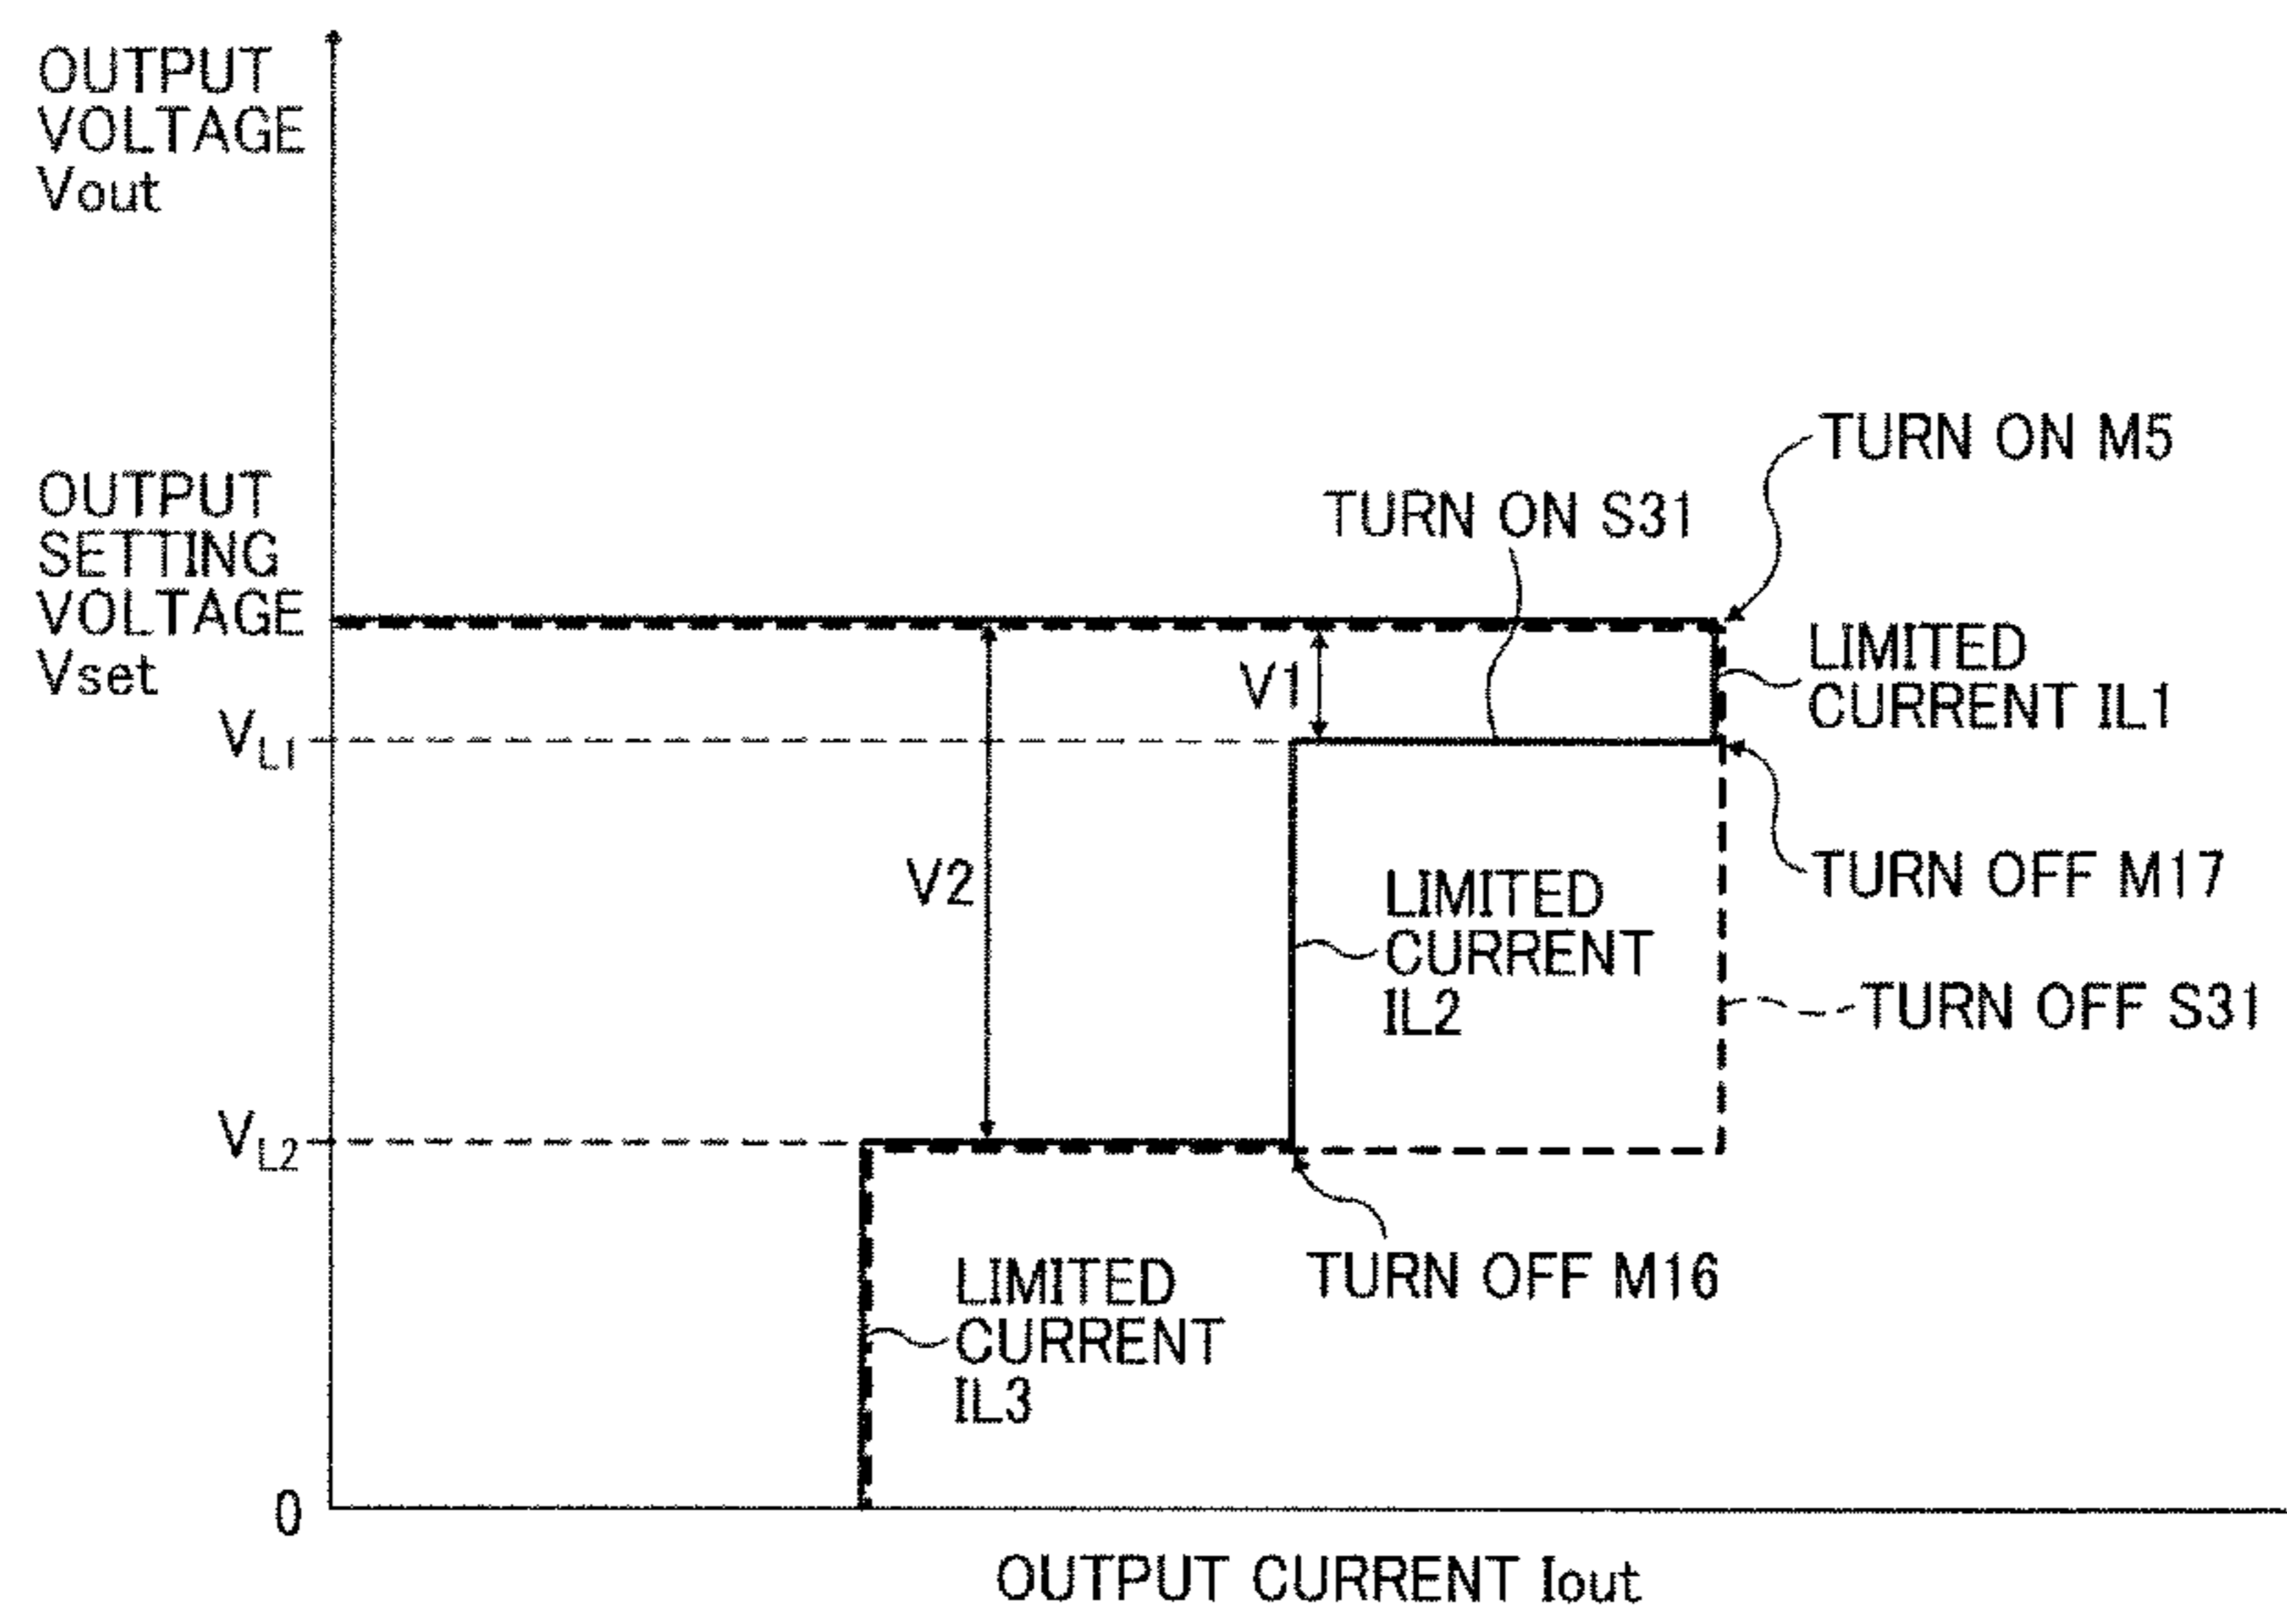 OUTPUT
VOLTAGE
Vout
OUTPUT
SETTING
VOLTAGE
Vset
TURN ON M5
TURN ON S31
LIMITED
CURRENT IL1
V1
VL1
TURN OFF M17
V2
LIMITED
CURRENT
IL2
TURN OFF S31
VL2
TURN OFF M16
LIMITED
CURRENT
IL3
0
OUTPUT CURRENT Iout